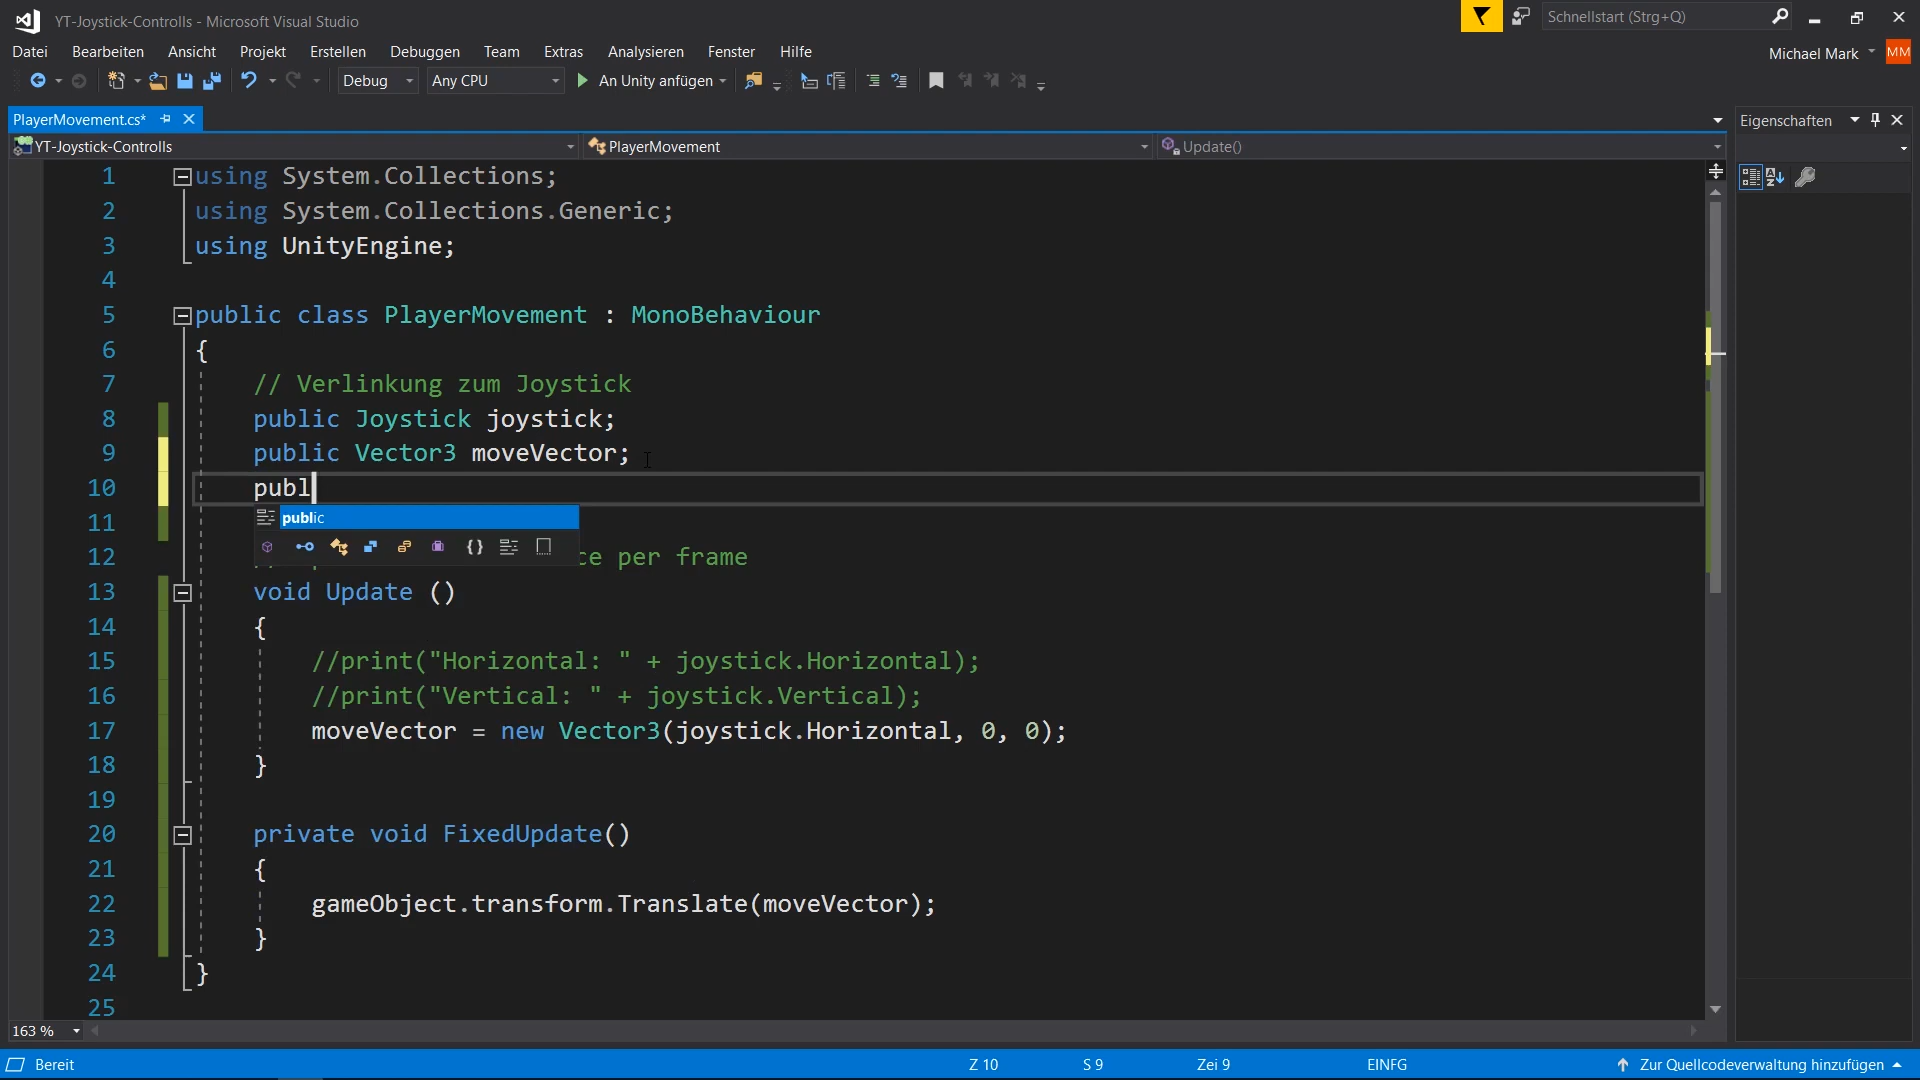 YT-Joystick-Controlls - Microsoft Visual Studio
Schnellstart (Strg+Q)
Datei Bearbeiten Ansicht Projekt Erstellen Debuggen Team Extras Analysieren Fenster Hilfe
Michael Mark MM
Debug Any CPU An Unity anfügen
PlayerMovement.cs*
Eigenschaften
YT-Joystick-Controlls PlayerMovement Update()
1 using System.Collections;
2 using System.Collections.Generic;
3 using UnityEngine;
4
5 public class PlayerMovement : MonoBehaviour
6 {
7 // Verlinkung zum Joystick
8 public Joystick joystick;
9 public Vector3 moveVector;
10 publ
11
public
12 ce per frame
13 void Update ()
14 {
15 //print("Horizontal: " + joystick.Horizontal);
16 //print("Vertical: " + joystick.Vertical);
17 moveVector = new Vector3(joystick.Horizontal, 0, 0);
18 }
19
20 private void FixedUpdate()
21 {
22 gameObject.transform.Translate(moveVector);
23 }
24 }
25
163 %
Bereit Z 10 S 9 Zei 9 EINFG Zur Quellcodeverwaltung hinzufügen